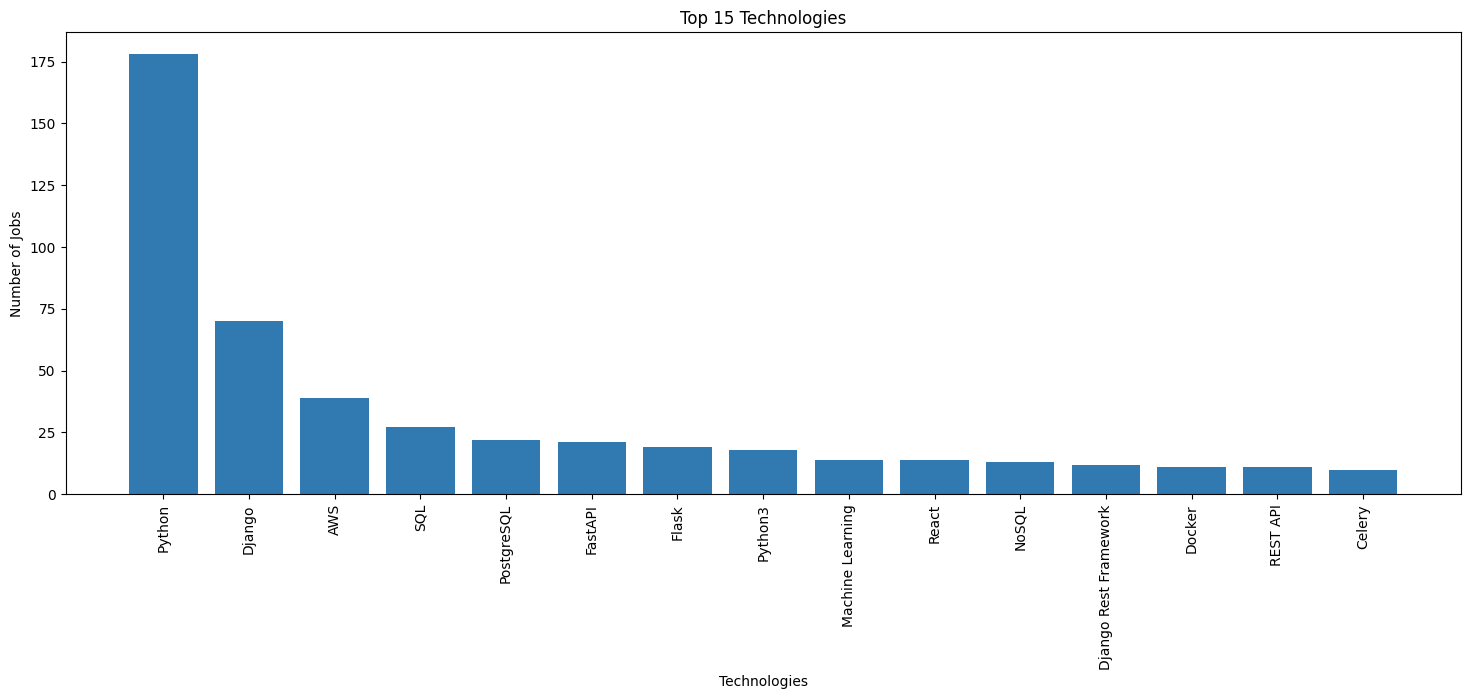 Top 15 Technologies
Number of Jobs
175
150
125
100
75
50
25
0
Python
Django
AWS
SQL
PostgreSQL
FastAPI
Flask
Python3
Machine Learning
React
NoSQL
Django Rest Framework
Docker
REST API
Celery
Technologies